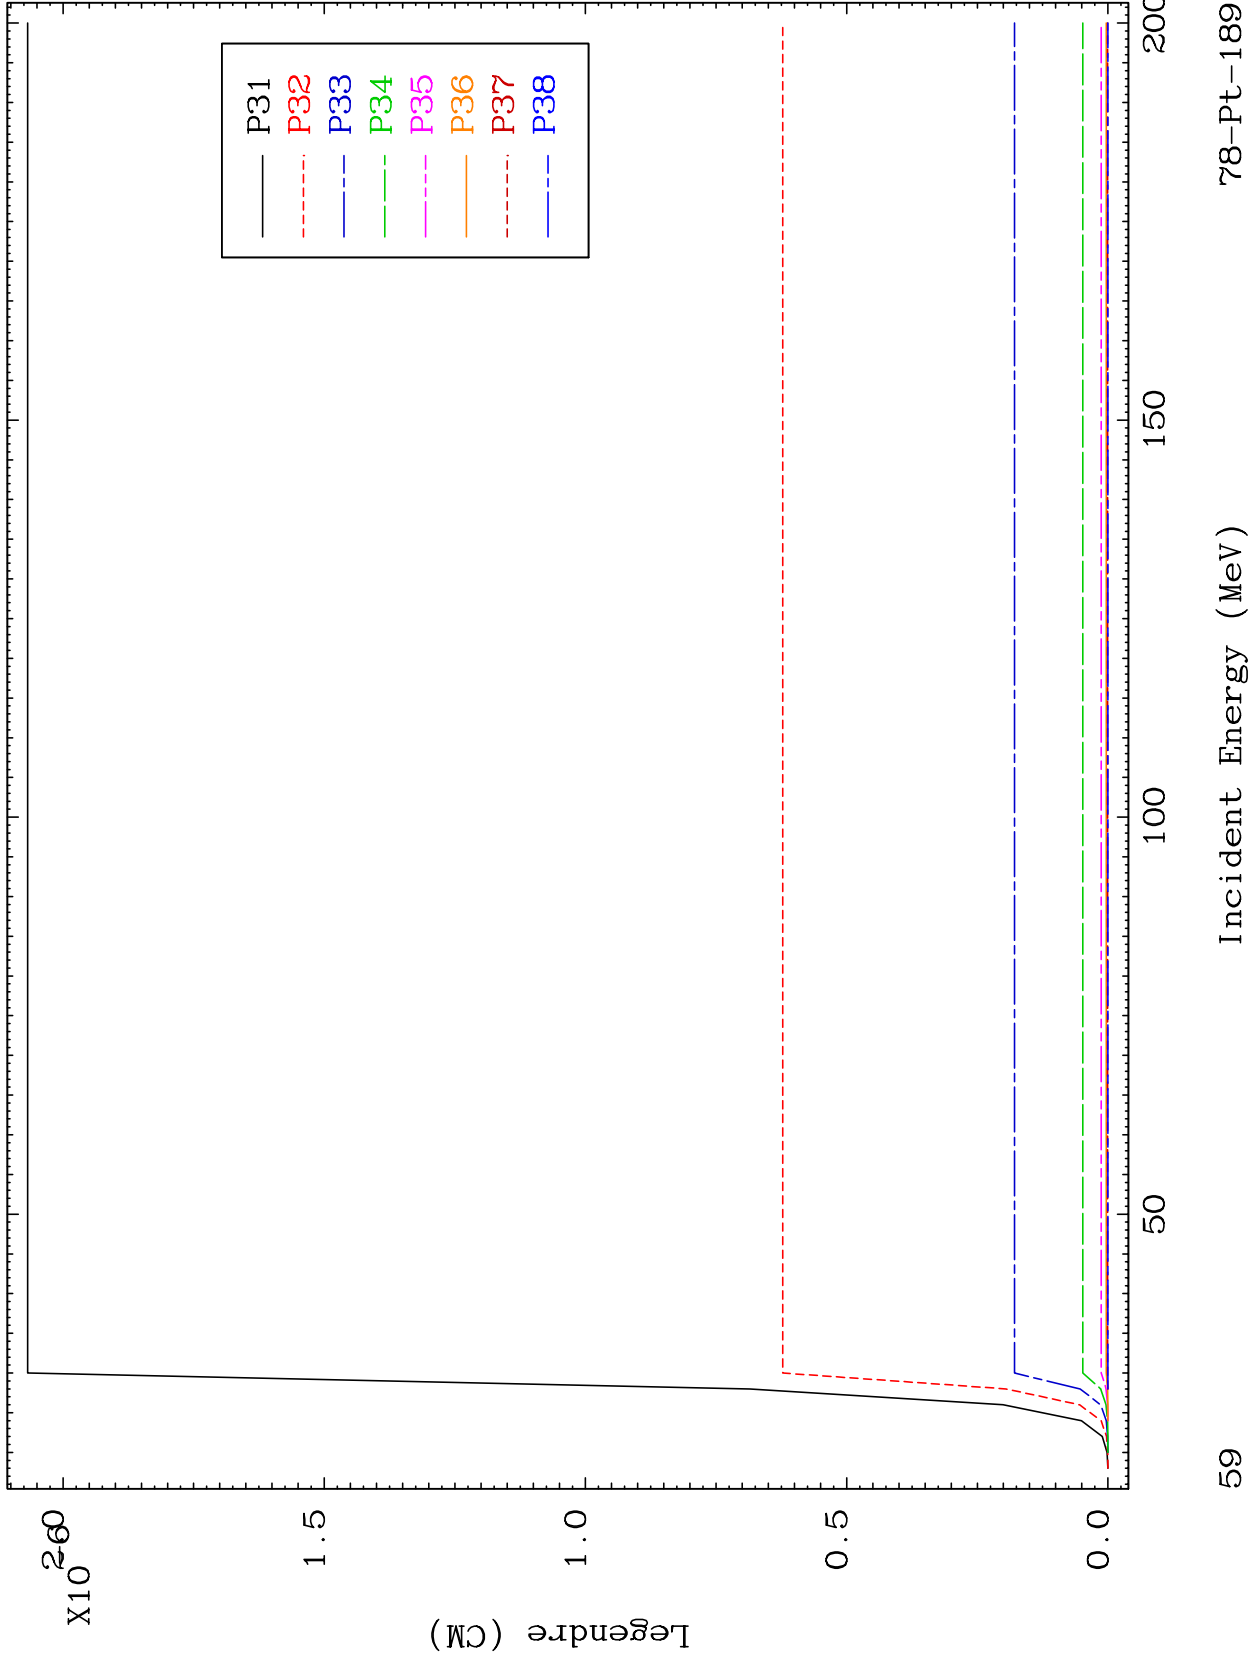 X10-6
2.0
1.5
1.0
0.5
0.0
Legendre (CM)
P31
P32
P33
P34
P35
P36
P37
P38
50
100
150
200
Incident Energy (MeV)
59
78-Pt-189